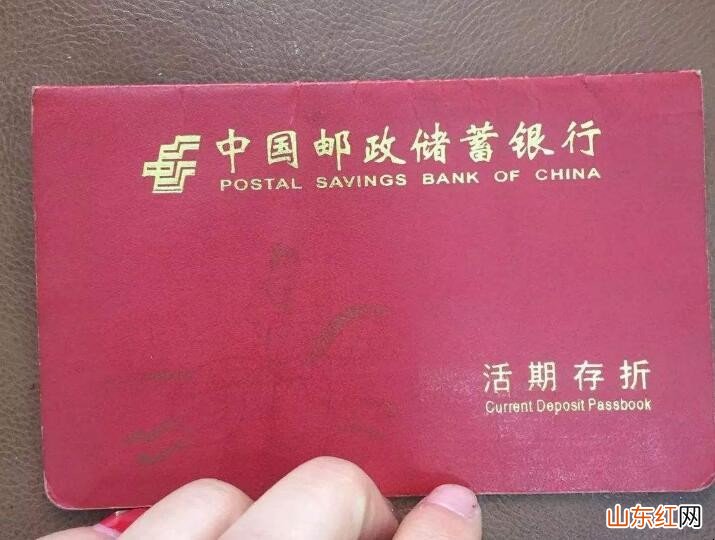 中国邮政储蓄银行
POSTAL SAVINGS BANK OF CHINA
活期存折
Current Deposit Passbook
山东红网